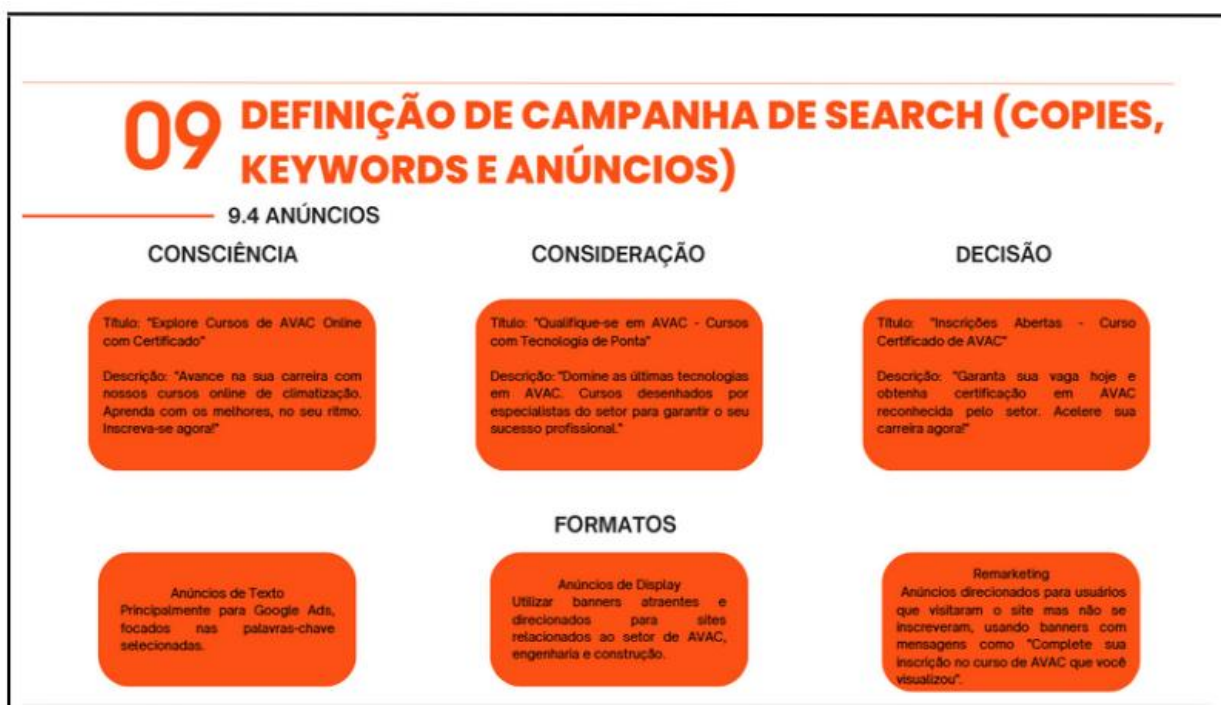 09
DEFINIÇÃO DE CAMPANHA DE SEARCH (COPIES,
KEYWORDS E ANÚNCIOS)
9.4 ANÚNCIOS
CONSCIÊNCIA
Título: "Explore Cursos de AVAC Online
com Certificado"
Descrição: "Avance na sua carreira com
nossos cursos online de climatização.
Aprenda com os melhores, no seu ritmo.
Inscreva-se agora!"
CONSIDERAÇÃO
Título: "Qualifique-se em AVAC - Cursos
com Tecnologia de Ponta"
Descrição: "Domine as últimas tecnologias
em AVAC. Cursos desenhados por
especialistas do setor para garantir o seu
sucesso profissional."
DECISÃO
Título: "Inscrições Abertas - Curso
Certificado de AVAC"
Descrição: "Garanta sua vaga hoje e
obtenha certificação em AVAC
reconhecida pelo setor. Acelere sua
carreira agora!"
FORMATOS
Anúncios de Texto
Principalmente para Google Ads,
focados nas palavras-chave
selecionadas.
Anúncios de Display
Utilizar banners atraentes e
direcionados para sites
relacionados ao setor de AVAC,
engenharia e construção.
Remarketing
Anúncios direcionados para usuários
que visitaram o site mas não se
inscreveram, usando banners com
mensagens como "Complete sua
inscrição no curso de AVAC que você
visualizou".